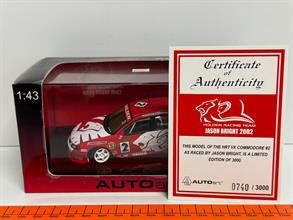 1:43
2
AUTOart
Certificate
of
Authenticity
HOLDEN RACING TEAM
JASON BRIGHT 2002
THIS MODEL OF THE HRT VX COMMODORE #2
AS RACED BY JASON BRIGHT, IS A LIMITED
EDITION OF 3000.
AUTOart
0740 / 3000